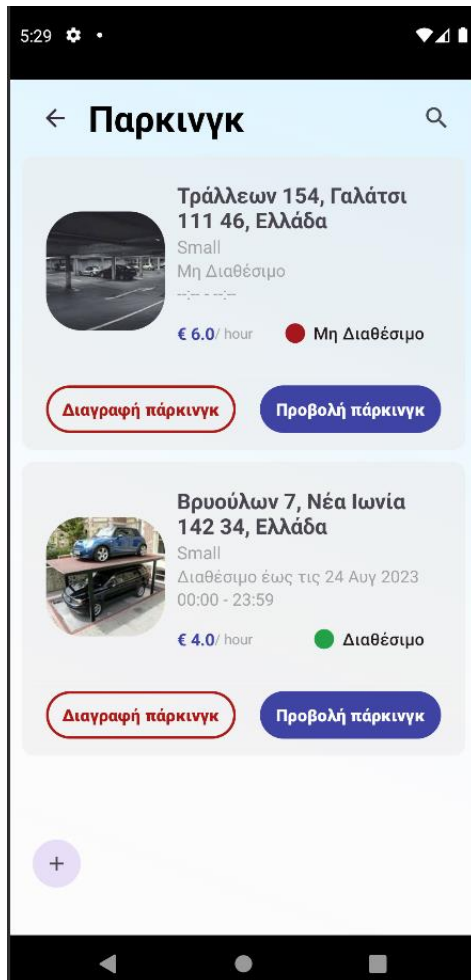 5:29
Παρκινγκ
Τράλλεων 154, Γαλάτσι
111 46, Ελλάδα
Small
Μη Διαθέσιμο
--:-- - --:--
€ 6.0/ hour
Μη Διαθέσιμο
Διαγραφή πάρκινγκ
Προβολή πάρκινγκ
Βρυούλων 7, Νέα Ιωνία
142 34, Ελλάδα
Small
Διαθέσιμο έως τις 24 Αυγ 2023
00:00 - 23:59
€ 4.0/ hour
Διαθέσιμο
Διαγραφή πάρκινγκ
Προβολή πάρκινγκ
+